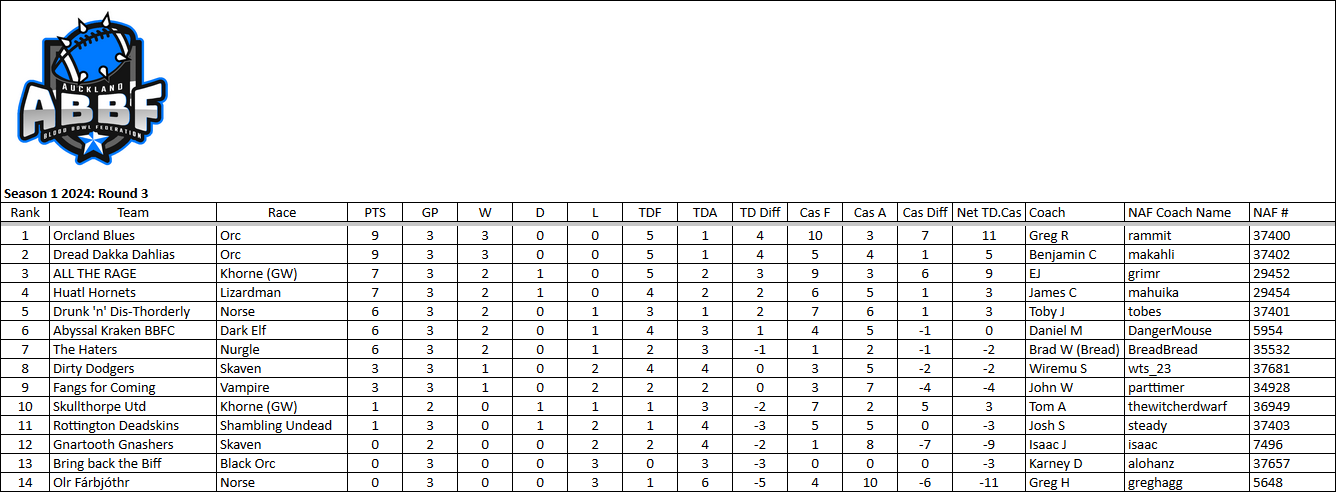 AUCKLAND
ABBF
BLOOD BOWL FEDERATION
Season 1 2024: Round 3
Rank Team Race PTS GP W D L TDF TDA TD Diff Cas F Cas A Cas Diff Net TD.Cas Coach NAF Coach Name NAF #
1 Orcland Blues Orc 9 3 3 0 0 5 1 4 10 3 7 11 Greg R rammit 37400
2 Dread Dakka Dahlias Orc 9 3 3 0 0 5 1 4 5 4 1 5 Benjamin C makahli 37402
3 ALL THE RAGE Khorne (GW) 7 3 2 1 0 5 2 3 9 3 6 9 EJ grimr 29452
4 Huatl Hornets Lizardman 7 3 2 1 0 4 2 2 6 5 1 3 James C mahuika 29454
5 Drunk 'n' Dis-Thorderly Norse 6 3 2 0 1 3 1 2 7 6 1 3 Toby J tobes 37401
6 Abyssal Kraken BBFC Dark Elf 6 3 2 0 1 4 3 1 4 5 -1 0 Daniel M DangerMouse 5954
7 The Haters Nurgle 6 3 2 0 1 2 3 -1 1 2 -1 -2 Brad W (Bread) BreadBread 35532
8 Dirty Dodgers Skaven 3 3 1 0 2 4 4 0 3 5 -2 -2 Wiremu S wts_23 37681
9 Fangs for Coming Vampire 3 3 1 0 2 2 2 0 3 7 -4 -4 John W parttimer 34928
10 Skullthorpe Utd Khorne (GW) 1 2 0 1 1 1 3 -2 7 2 5 3 Tom A thewitcherdwarf 36949
11 Rottington Deadskins Shambling Undead 1 3 0 1 2 1 4 -3 5 5 0 -3 Josh S steady 37403
12 Gnartooth Gnashers Skaven 0 2 0 0 2 2 4 -2 1 8 -7 -9 Isaac J isaac 7496
13 Bring back the Biff Black Orc 0 3 0 0 3 0 3 -3 0 0 0 -3 Karney D alohanz 37657
14 Olr Fárbjóthr Norse 0 3 0 0 3 1 6 -5 4 10 -6 -11 Greg H greghagg 5648